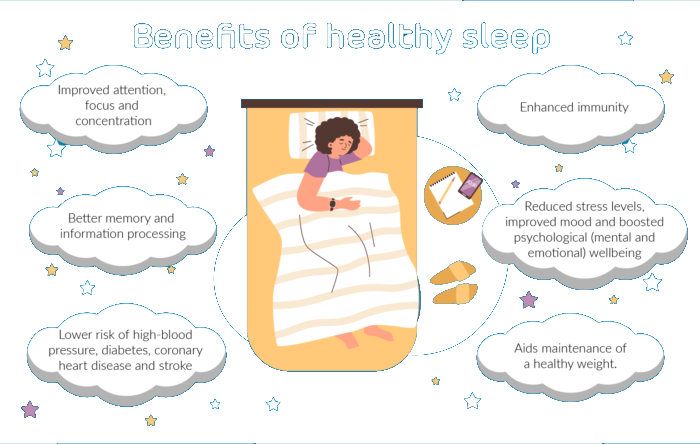 Benefits of healthy sleep
Improved attention,
focus and
concentration
Enhanced immunity
Better memory and
information processing
Reduced stress levels,
improved mood and boosted
psychological (mental and
emotional) wellbeing
Lower risk of high-blood
pressure, diabetes, coronary
heart disease and stroke
Aids maintenance of
a healthy weight.